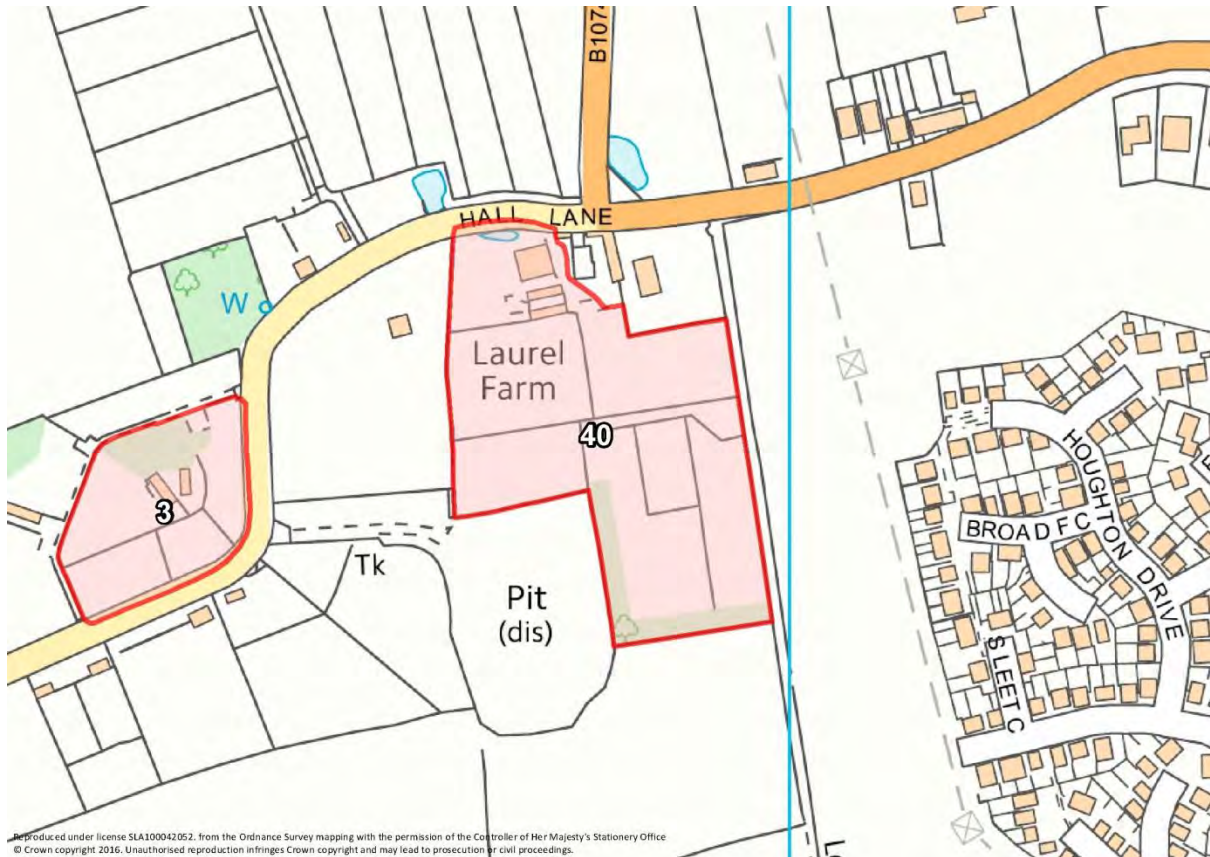 B1074
HALL LANE
W
Laurel
Farm
40
3
Tk
Pit
(dis)
HOUGHTON DRIVE
BROAD F C
S LEET C
Reproduced under license SLA100042052. from the Ordnance Survey mapping with the permission of the Controller of Her Majesty's Stationery Office
© Crown copyright 2016. Unauthorised reproduction infringes Crown copyright and may lead to prosecution or civil proceedings.